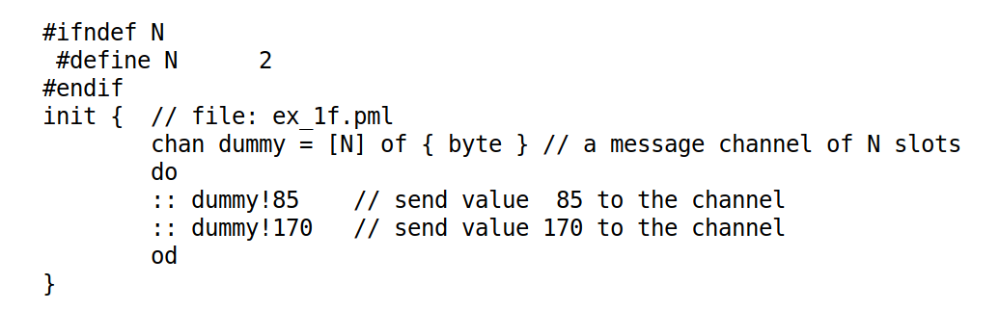 #ifndef N
 #define N      2
#endif
init {  // file: ex_1f.pml
        chan dummy = [N] of { byte } // a message channel of N slots
        do
        :: dummy!85    // send value  85 to the channel
        :: dummy!170   // send value 170 to the channel
        od
}